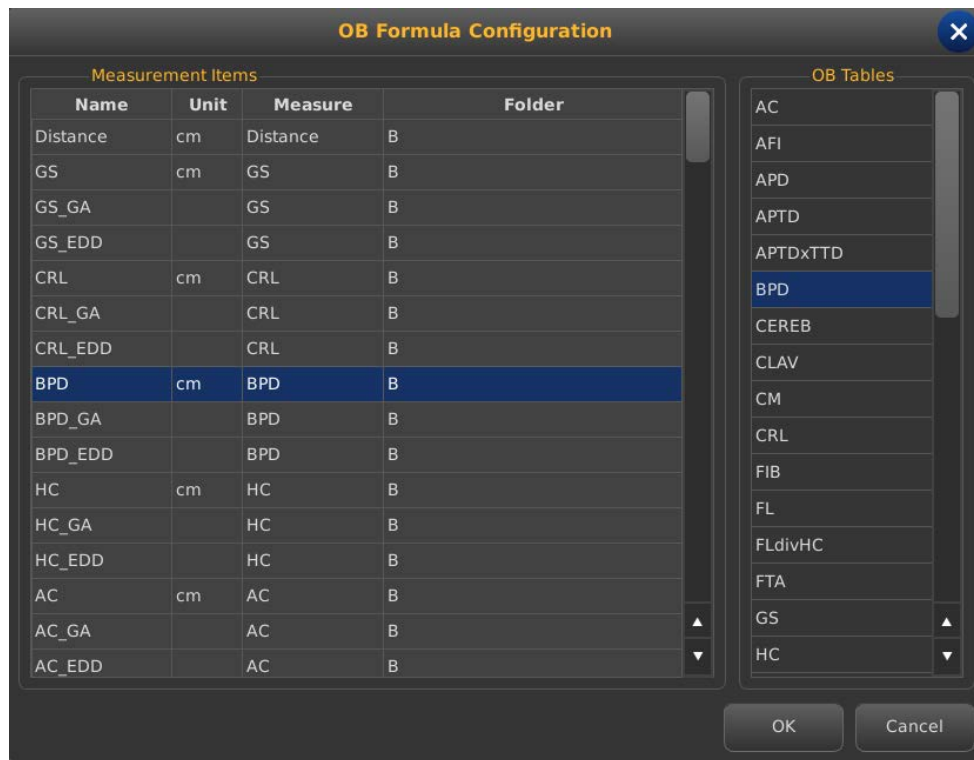 OB Formula Configuration
Measurement Items
Name Unit Measure Folder
Distance cm Distance B
GS cm GS B
GS_GA GS B
GS_EDD GS B
CRL cm CRL B
CRL_GA CRL B
CRL_EDD CRL B
BPD cm BPD B
BPD_GA BPD B
BPD_EDD BPD B
HC cm HC B
HC_GA HC B
HC_EDD HC B
AC cm AC B
AC_GA AC B
AC_EDD AC B
OB Tables
AC
AFI
APD
APTD
APTDxTTD
BPD
CEREB
CLAV
CM
CRL
FIB
FL
FLdivHC
FTA
GS
HC
OK Cancel